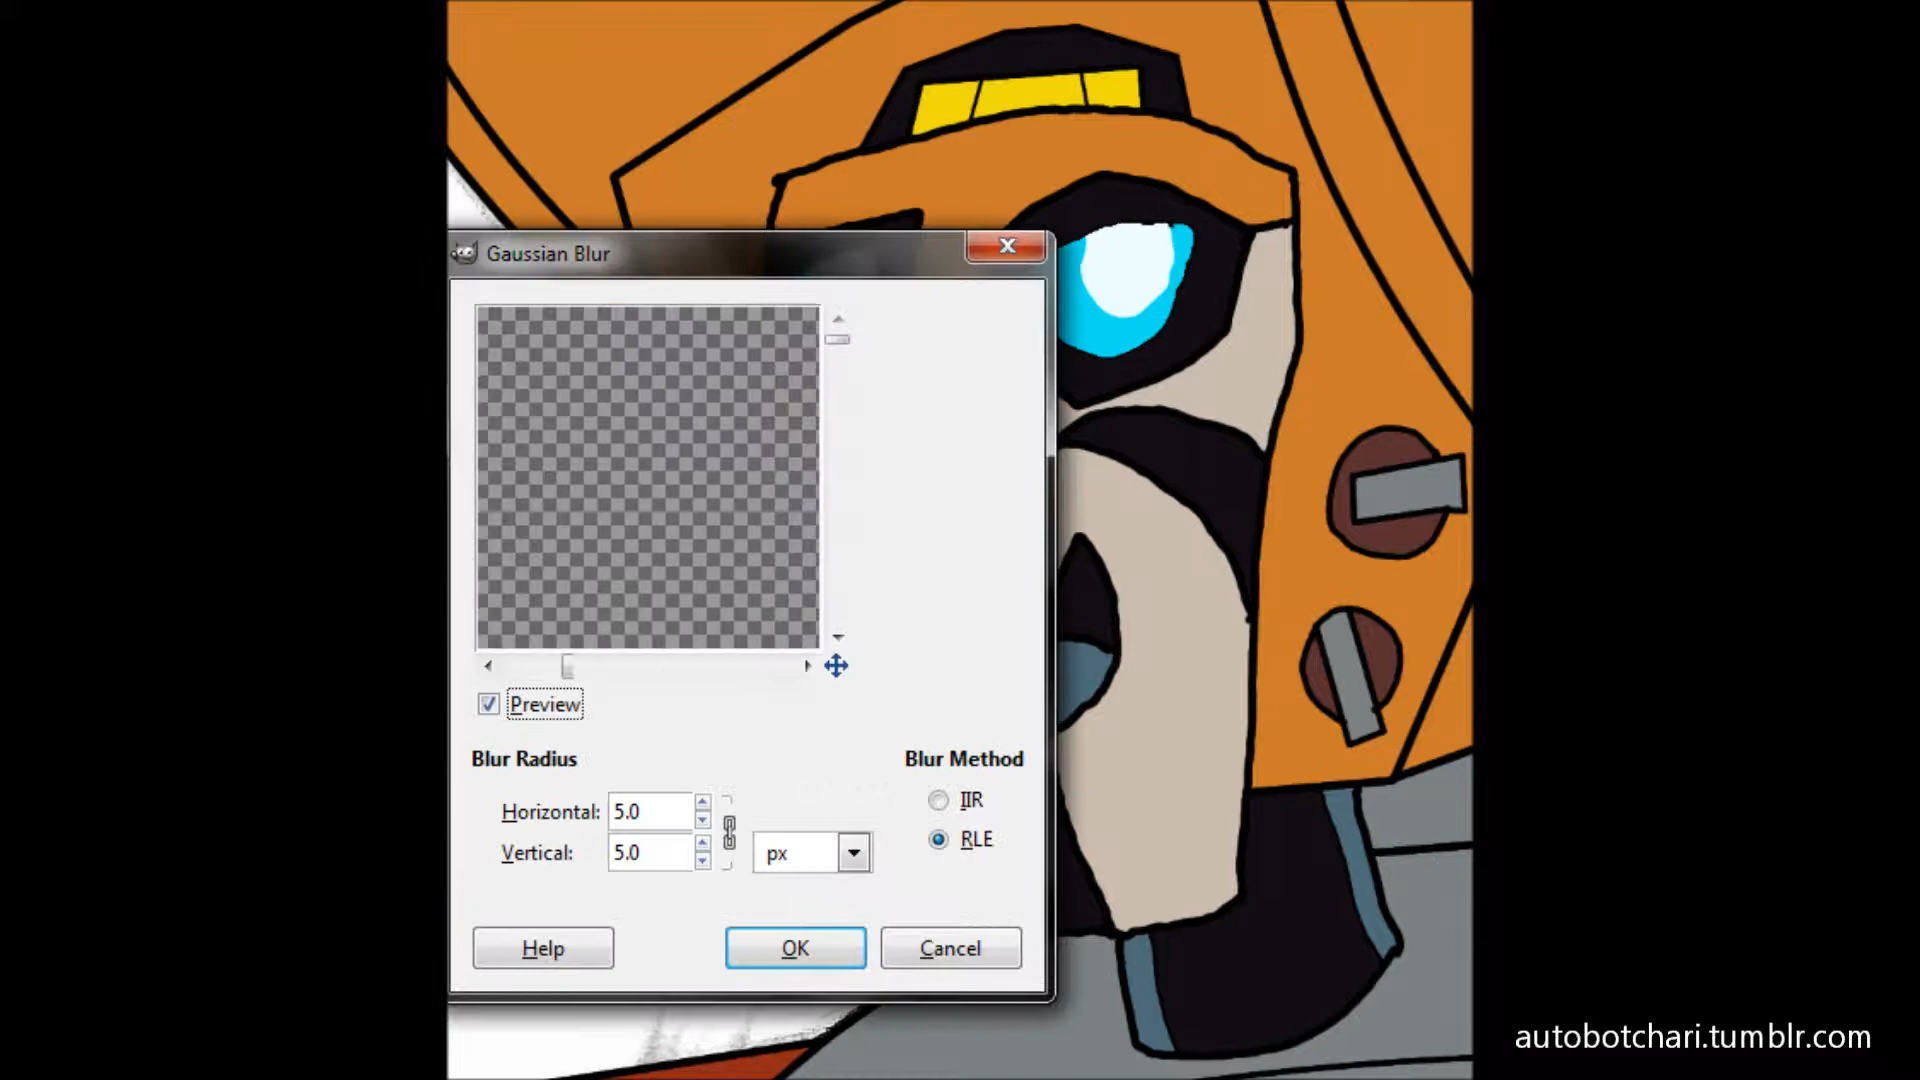 Gaussian Blur
Preview
Blur Radius
Blur Method
Horizontal: 5.0
IIR
Vertical: 5.0
px
RLE
Help
OK
Cancel
autobotchari.tumblr.com